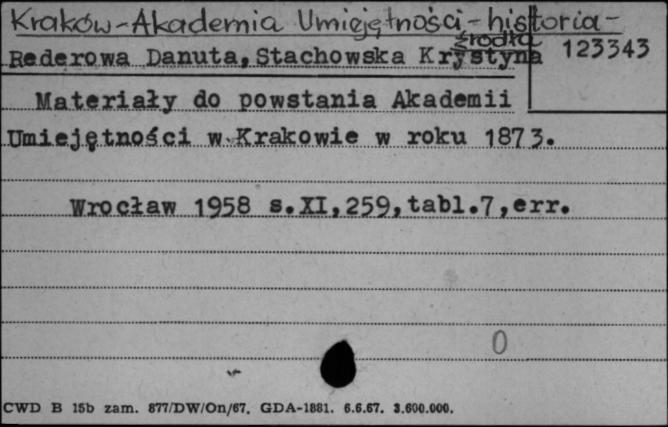 Kraków-Akademia Umiejętności-historia-
źródła
Rederowa Danuta, Stachowska Krystyna 123343
Materiały do powstania Akademii
Umiejętności w Krakowie w roku 1873.
Wrocław 1958 s.XI,259,tabl.7,err.
0
CWD B 15b zam. 877/DW/On/67. GDA-1881. 6.6.67. 3.600.000.